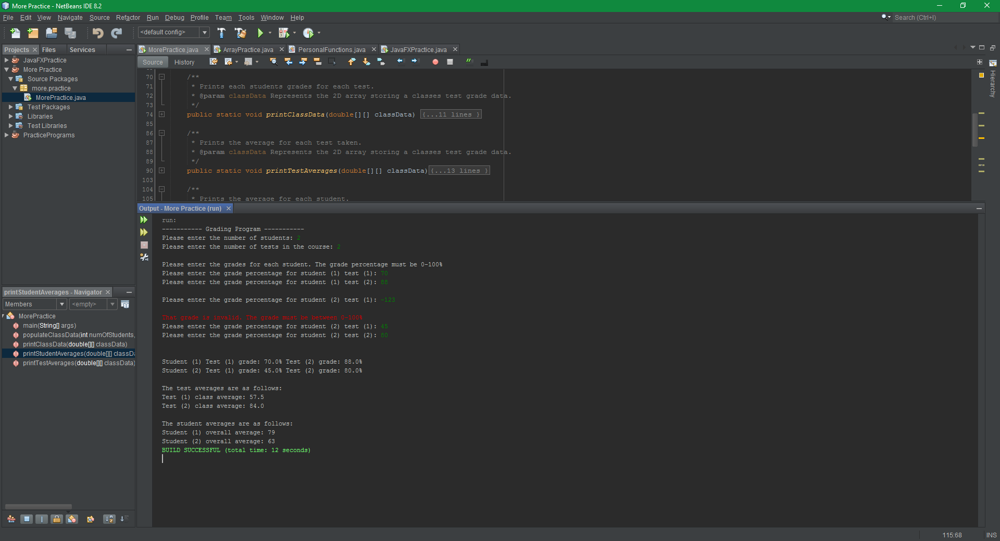 More Practice - NetBeans IDE 8.2
File Edit View Navigate Source Refactor Run Debug Profile Team Tools Window Help
Search (Ctrl+I)
<default config>
Projects Files Services
JavaFXPractice
More Practice
Source Packages
more.practice
MorePractice.java
Test Packages
Libraries
Test Libraries
PracticePrograms
MorePractice.java ArrayPractice.java PersonalFunctions.java JavaFXPractice.java
Source History
Hierarchy
70 /**
71 * Prints each students grades for each test.
72 * @param classData Represents the 2D array storing a classes test grade data.
73 */
74 public static void printClassData(double[][] classData) {...11 lines }
85
86 /**
87 * Prints the average for each test taken.
88 * @param classData Represents the 2D array storing a classes test grade data.
89 */
90 public static void printTestAverages(double[][] classData){...13 lines }
103
104 /**
105 * Prints the average for each student.
Output - More Practice (run)
run:
----------- Grading Program -----------
Please enter the number of students: 2
Please enter the number of tests in the course: 2
Please enter the grades for each student. The grade percentage must be 0-100%
Please enter the grade percentage for student (1) test (1): 70
Please enter the grade percentage for student (1) test (2): 88
Please enter the grade percentage for student (2) test (1): -123
That grade is invalid. The grade must be between 0-100%
Please enter the grade percentage for student (2) test (1): 45
Please enter the grade percentage for student (2) test (2): 80
Student (1) Test (1) grade: 70.0% Test (2) grade: 88.0%
Student (2) Test (1) grade: 45.0% Test (2) grade: 80.0%
The test averages are as follows:
Test (1) class average: 57.5
Test (2) class average: 84.0
The student averages are as follows:
Student (1) overall average: 79
Student (2) overall average: 63
BUILD SUCCESSFUL (total time: 12 seconds)
printStudentAverages - Navigator
Members <empty>
MorePractice
main(String[] args)
populateClassData(int numOfStudents,
printClassData(double[][] classData)
printStudentAverages(double[][] classDa
printTestAverages(double[][] classData)
115:68 INS